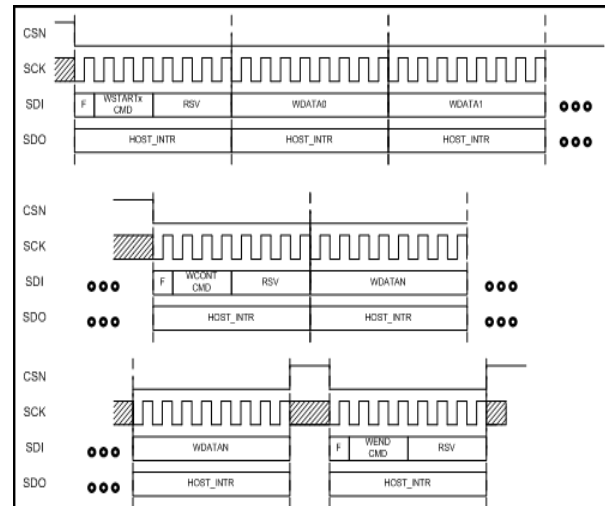 CSN
SCK
SDI F WSTARTx CMD RSV WDATA0 WDATA1
SDO HOST_INTR HOST_INTR HOST_INTR
CSN
SCK
SDI F WCONT CMD RSV WDATAN
SDO HOST_INTR HOST_INTR
CSN
SCK
SDI WDATAN F WEND CMD RSV
SDO HOST_INTR HOST_INTR